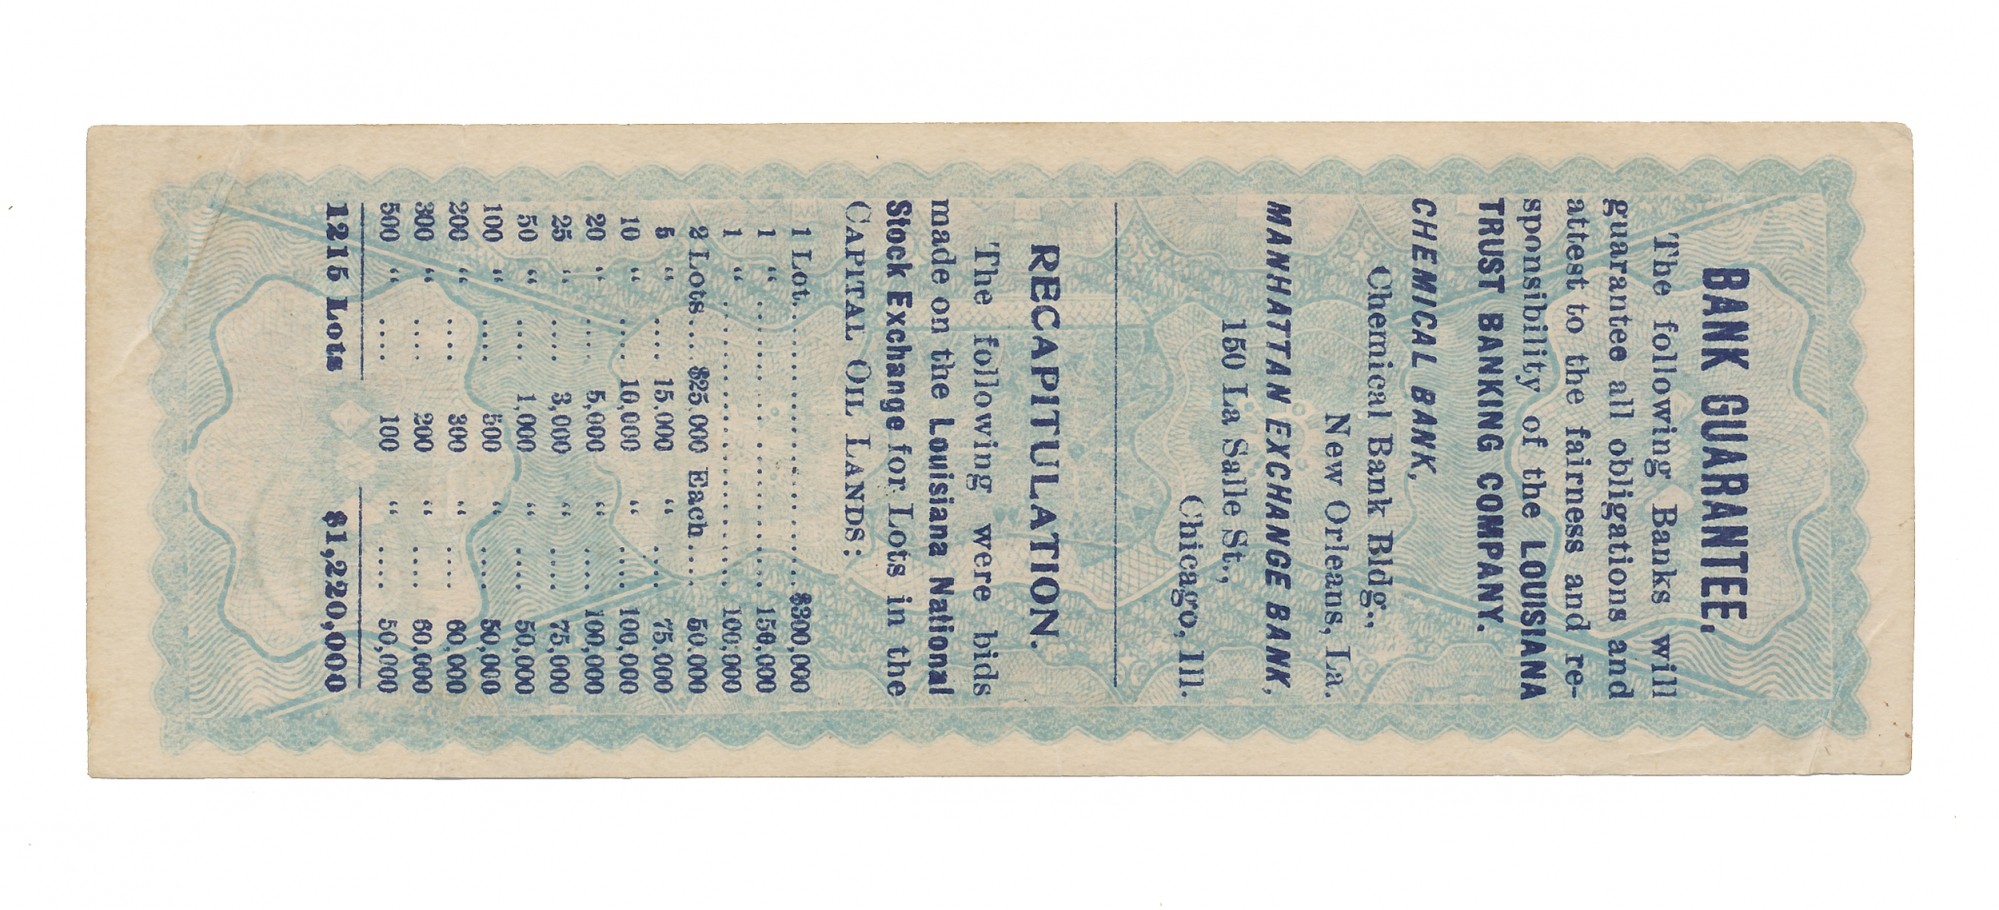 BANK GUARANTEE.
The following Banks will
guarantee all obligations and
attest to the fairness and re-
sponsibility of the LOUISIANA
TRUST BANKING COMPANY.
CHEMICAL BANK,
Chemical Bank Bldg.,
New Orleans, La.
MANHATTAN EXCHANGE BANK,
150 La Salle St.,
Chicago, Ill.
RECAPITULATION.
The following were bids
made on the Louisiana National
Stock Exchange for Lots in the
CAPITAL OIL LANDS:
1 Lot.............................. $300,000
1 " .............................. 150,000
1 " .............................. 100,000
2 Lots.... $25,000 Each..... 50,000
5 " .... 15,000 " .... 75,000
10 " .... 10,000 " .... 100,000
20 " .... 5,000 " .... 100,000
25 " .... 3,000 " .... 75,000
50 " .... 1,000 " .... 50,000
100 " .... 500 " .... 50,000
200 " .... 300 " .... 60,000
300 " .... 200 " .... 60,000
500 " .... 100 " .... 50,000
1215 Lots $1,220,000